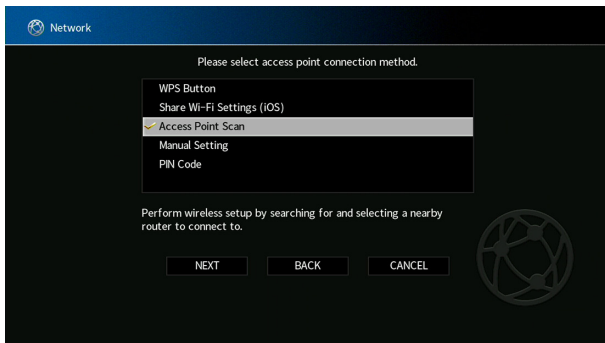 Network
Please select access point connection method.
WPS Button
Share Wi-Fi Settings (iOS)
Access Point Scan
Manual Setting
PIN Code
Perform wireless setup by searching for and selecting a nearby
router to connect to.
NEXT BACK CANCEL